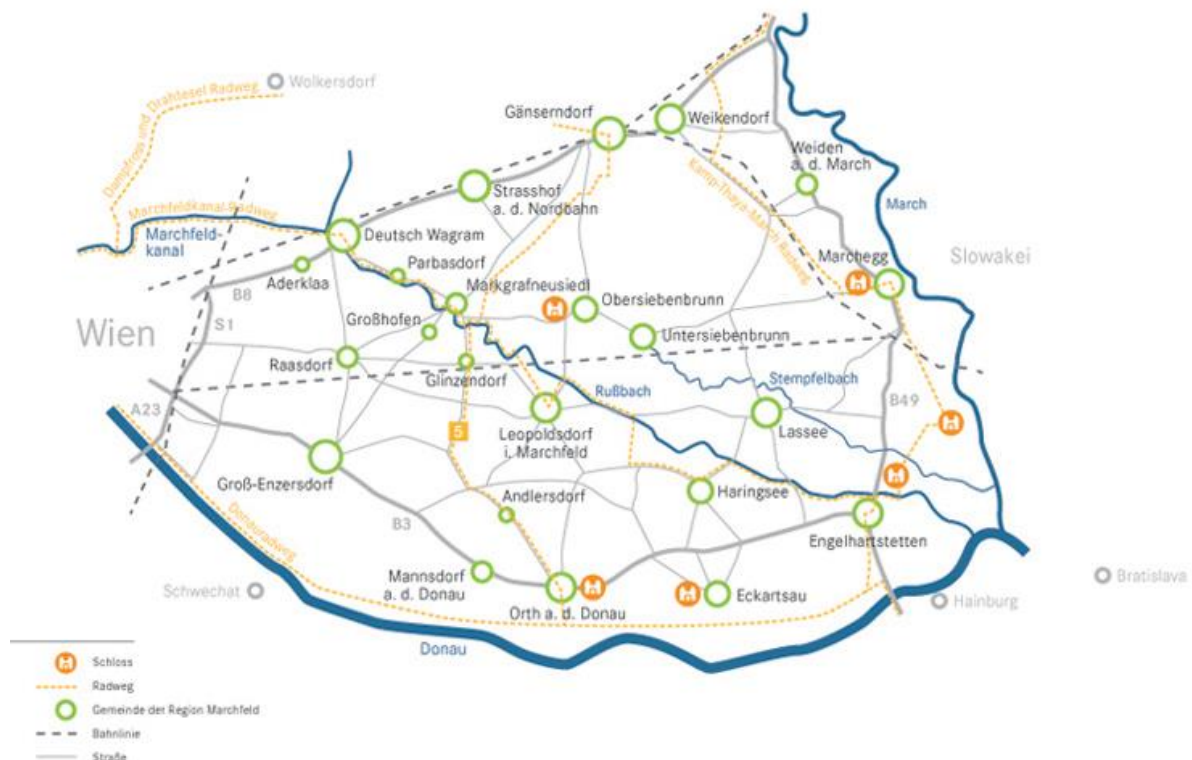 Wolkersdorf
Dampfross und Drahtesel Radweg
Gänserndorf
Weikendorf
Weiden
a. d. March
Strasshof
a. d. Nordbahn
Kamp-Thaya-March Radweg
March
Marchfeldkanal-Radweg
Marchfeld-
kanal
Deutsch Wagram
Slowakei
Marchegg
Parbasdorf
Aderklaa
Markgrafneusiedl
B8
Obersiebenbrunn
Großhofen
S1
Wien
Untersiebenbrunn
Raasdorf
Glinzendorf
Stempfelbach
Rußbach
B49
A23
5
Lassee
Leopoldsdorf
i. Marchfeld
Groß-Enzersdorf
Haringsee
Andlersdorf
B3
Donauradweg
Engelhartstetten
Mannsdorf
a. d. Donau
Schwechat
Bratislava
Eckartsau
Hainburg
Orth a. d. Donau
Donau
Schloss
Radweg
Gemeinde der Region Marchfeld
Bahnlinie
Straße